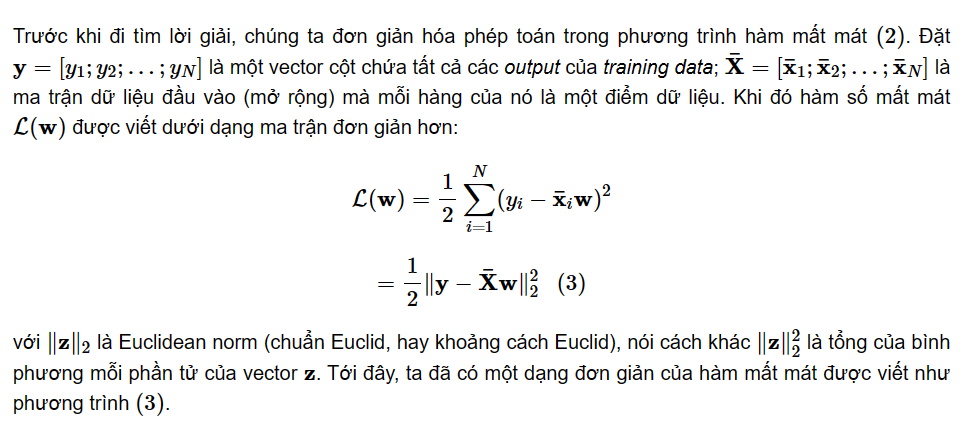 Trước khi đi tìm lời giải, chúng ta đơn giản hóa phép toán trong phương trình hàm mất mát (2). Đặt
y = [y₁; y₂; . . . ; y_N] là một vector cột chứa tất cả các output của training data; X̄ = [x̄₁; x̄₂; . . . ; x̄_N] là
ma trận dữ liệu đầu vào (mở rộng) mà mỗi hàng của nó là một điểm dữ liệu. Khi đó hàm số mất mát
ℒ(w) được viết dưới dạng ma trận đơn giản hơn:
ℒ(w) = 1/2 ∑_{i=1}^{N} (y_i − x̄_i w)²
= 1/2 ‖y − X̄w‖₂² (3)
với ‖z‖₂ là Euclidean norm (chuẩn Euclid, hay khoảng cách Euclid), nói cách khác ‖z‖₂² là tổng của bình
phương mỗi phần tử của vector z. Tới đây, ta đã có một dạng đơn giản của hàm mất mát được viết như
phương trình (3).